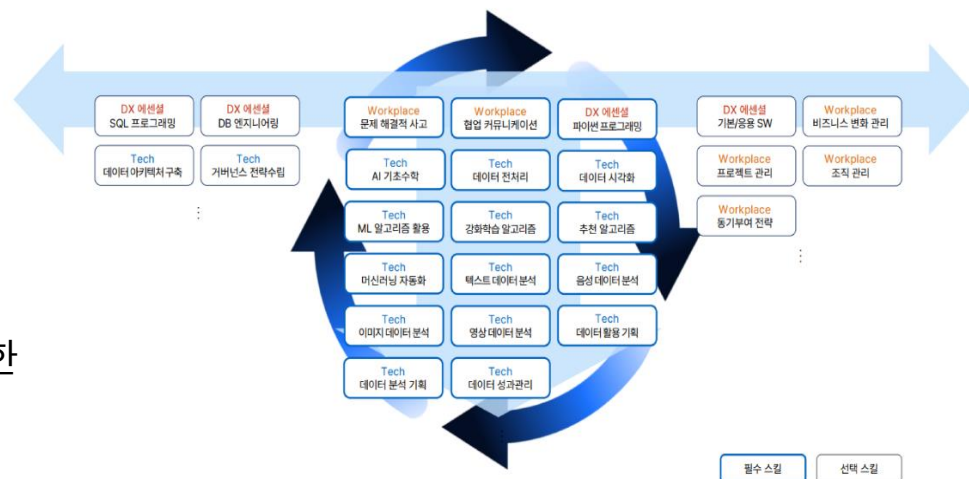 DX 에센셜
SQL 프로그래밍
DX 에센셜
DB 엔지니어링
Tech
데이터 아키텍처 구축
Tech
거버넌스 전략수립
⋮
Workplace
문제 해결적 사고
Workplace
협업 커뮤니케이션
DX 에센셜
파이썬 프로그래밍
Tech
AI 기초수학
Tech
데이터 전처리
Tech
데이터 시각화
Tech
ML 알고리즘 활용
Tech
강화학습 알고리즘
Tech
추천 알고리즘
Tech
머신러닝 자동화
Tech
텍스트 데이터 분석
Tech
음성 데이터 분석
Tech
이미지 데이터 분석
Tech
영상 데이터 분석
Tech
데이터 활용 기획
Tech
데이터 분석 기획
Tech
데이터 성과관리
⋮
DX 에센셜
기본/응용 SW
Workplace
비즈니스 변화 관리
Workplace
프로젝트 관리
Workplace
조직 관리
Workplace
동기부여 전략
⋮
하
필수 스킬
선택 스킬